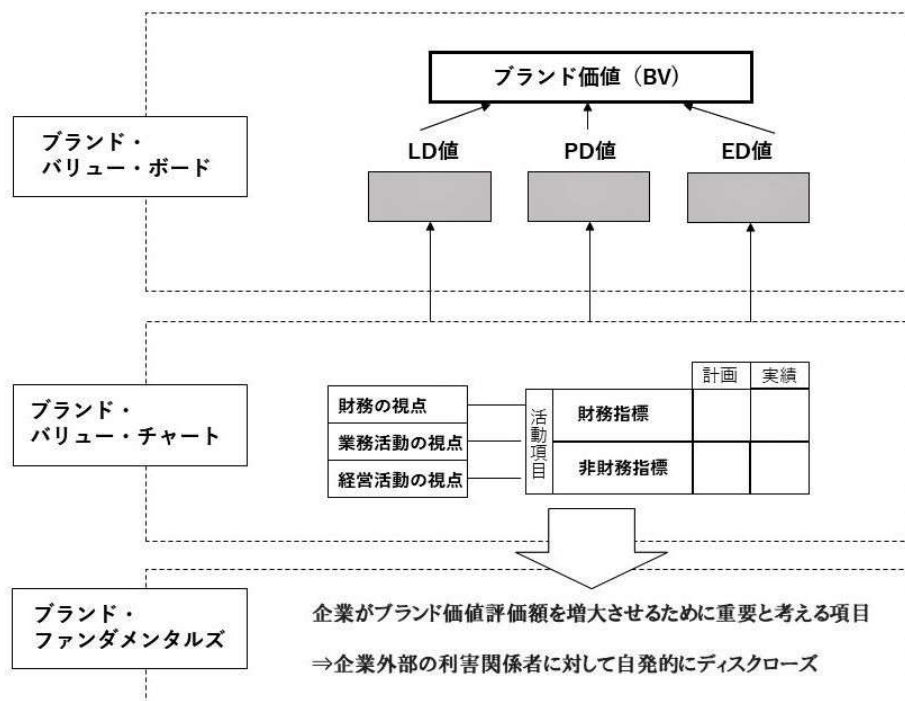 ブランド価値（BV）
ブランド・
バリュー・ボード
LD値
PD値
ED値
ブランド・
バリュー・チャート
計画
実績
財務の視点
業務活動の視点
経営活動の視点
活動項目
財務指標
非財務指標
ブランド・
ファンダメンタルズ
企業がブランド価値評価額を増大させるために重要と考える項目
⇒企業外部の利害関係者に対して自発的にディスクローズ